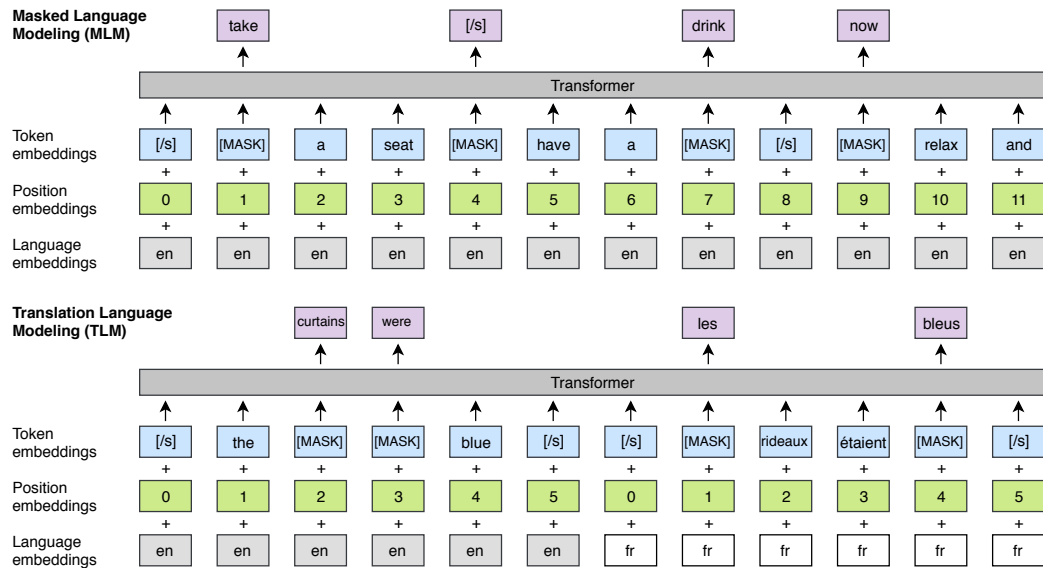 Masked Language
Modeling (MLM)
take [/s] drink now
Transformer
Token
embeddings
[/s] [MASK] a seat [MASK] have a [MASK] [/s] [MASK] relax and
+ + + + + + + + + + + +
Position
embeddings
0 1 2 3 4 5 6 7 8 9 10 11
+ + + + + + + + + + + +
Language
embeddings
en en en en en en en en en en en en
Translation Language
Modeling (TLM)
curtains were les bleus
Transformer
Token
embeddings
[/s] the [MASK] [MASK] blue [/s] [/s] [MASK] rideaux étaient [MASK] [/s]
+ + + + + + + + + + + +
Position
embeddings
0 1 2 3 4 5 0 1 2 3 4 5
+ + + + + + + + + + + +
Language
embeddings
en en en en en en fr fr fr fr fr fr